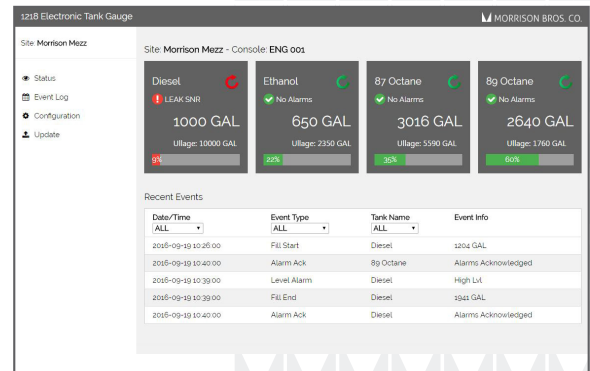 1218 Electronic Tank Gauge
MORRISON BROS. CO.
Site: Morrison Mezz
Status
Event Log
Configuration
Update
Site: Morrison Mezz - Console: ENG 001
Diesel
LEAK SNR
1000 GAL
Ullage: 10000 GAL
9%
Ethanol
No Alarms
650 GAL
Ullage: 2350 GAL
22%
87 Octane
No Alarms
3016 GAL
Ullage: 5590 GAL
35%
89 Octane
No Alarms
2640 GAL
Ullage: 1760 GAL
60%
Recent Events
Date/Time Event Type Tank Name Event Info
ALL ALL ALL
2016-09-19 10:26:00 Fill Start Diesel 1204 GAL
2016-09-19 10:40:00 Alarm Ack 89 Octane Alarms Acknowledged
2016-09-19 10:39:00 Level Alarm Diesel High Lvl
2016-09-19 10:39:00 Fill End Diesel 1941 GAL
2016-09-19 10:40:00 Alarm Ack Diesel Alarms Acknowledged